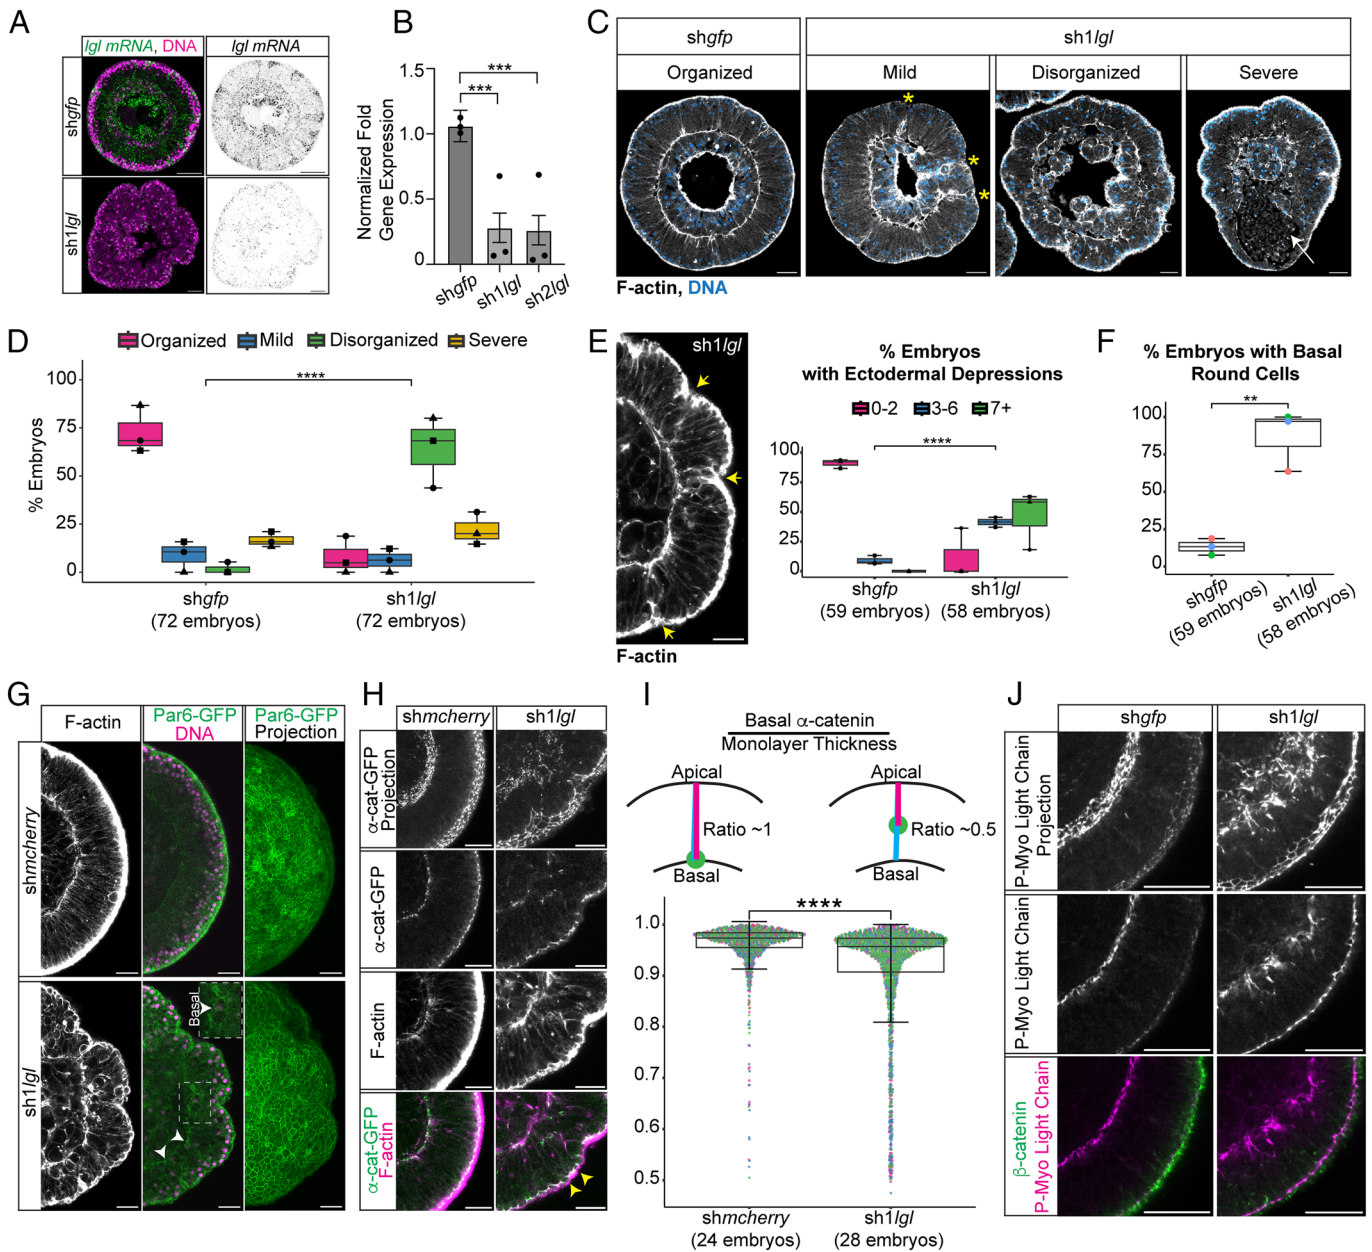 A
lgl mRNA, DNA
lgl mRNA
shgfp
sh1lgl
B
Normalized Fold
Gene Expression
1.5
1.0
0.5
0
***
***
shgfp
sh1lgl
sh2lgl
C
shgfp
sh1lgl
Organized
Mild
Disorganized
Severe
*
*
*
F-actin, DNA
D
Organized
Mild
Disorganized
Severe
% Embryos
100
75
50
25
0
****
shgfp
(72 embryos)
sh1lgl
(72 embryos)
E
sh1lgl
F-actin
% Embryos
with Ectodermal Depressions
0-2
3-6
7+
100
75
50
25
0
****
shgfp
(59 embryos)
sh1lgl
(58 embryos)
F
% Embryos with Basal
Round Cells
100
75
50
25
0
**
shgfp
(59 embryos)
sh1lgl
(58 embryos)
G
F-actin
Par6-GFP
DNA
Par6-GFP
Projection
shmcherry
sh1lgl
Basal
H
shmcherry
sh1lgl
α-cat-GFP
Projection
α-cat-GFP
F-actin
α-cat-GFP
F-actin
I
Basal α-catenin
Monolayer Thickness
Apical
Ratio ~1
Basal
Apical
Ratio ~0.5
Basal
****
1.0
0.9
0.8
0.7
0.6
0.5
shmcherry
(24 embryos)
sh1lgl
(28 embryos)
J
shgfp
sh1lgl
P-Myo Light Chain
Projection
P-Myo Light Chain
β-catenin
P-Myo Light Chain